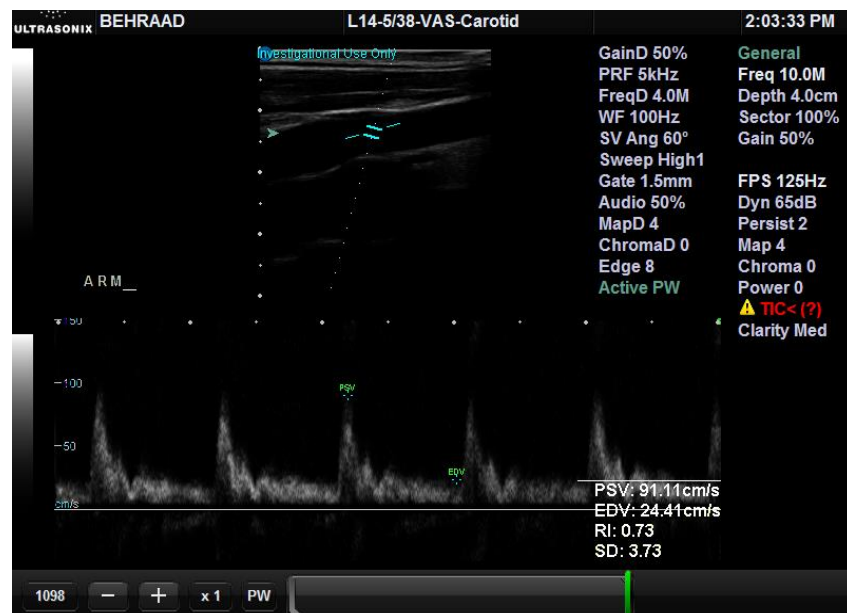 ULTRASONIX BEHRAAD L14-5/38-VAS-Carotid 2:03:33 PM
Investigational Use Only
GainD 50%
PRF 5kHz
FreqD 4.0M
WF 100Hz
SV Ang 60°
Sweep High1
Gate 1.5mm
Audio 50%
MapD 4
ChromaD 0
Edge 8
Active PW
General
Freq 10.0M
Depth 4.0cm
Sector 100%
Gain 50%
FPS 125Hz
Dyn 65dB
Persist 2
Map 4
Chroma 0
Power 0
TIC< (?)
Clarity Med
ARM_
150
-100
PSV
-50
EDV
cm/s
PSV: 91.11cm/s
EDV: 24.41cm/s
RI: 0.73
SD: 3.73
1098 − + x 1 PW